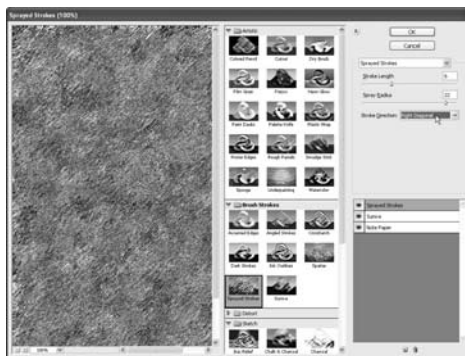 Sprayed Strokes (100%)
Artistic
Colored Pencil
Cutout
Dry Brush
Film Grain
Fresco
Neon Glow
Paint Daubs
Palette Knife
Plastic Wrap
Poster Edges
Rough Pastels
Smudge Stick
Sponge
Underpainting
Watercolor
Brush Strokes
Accented Edges
Angled Strokes
Crosshatch
Dark Strokes
Ink Outlines
Spatter
Sprayed Strokes
Sumi-e
Distort
Sketch
Bas Relief
Chalk & Charcoal
Charcoal
100%
OK
Cancel
Sprayed Strokes
Stroke Length
Spray Radius
Stroke Direction: Right Diagonal
Sprayed Strokes
Sumi-e
Note Paper